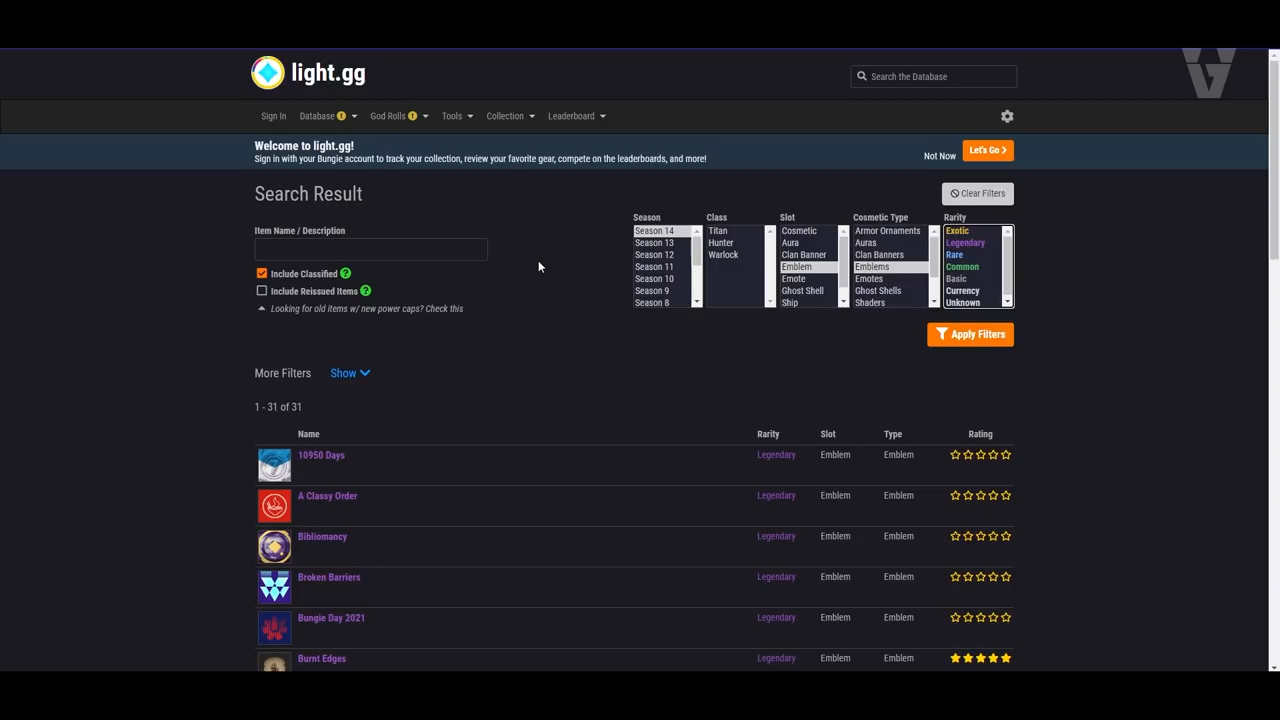 light.gg
Search the Database
Sign In Database ! God Rolls ! Tools Collection Leaderboard
Welcome to light.gg!
Sign in with your Bungie account to track your collection, review your favorite gear, compete on the leaderboards, and more!
Not Now Let's Go
Search Result
Clear Filters
Item Name / Description
Include Classified ?
Include Reissued Items ?
Looking for old items w/ new power caps? Check this
Season
Season 14
Season 13
Season 12
Season 11
Season 10
Season 9
Season 8
Class
Titan
Hunter
Warlock
Slot
Cosmetic
Aura
Clan Banner
Emblem
Emote
Ghost Shell
Ship
Cosmetic Type
Armor Ornaments
Auras
Clan Banners
Emblems
Emotes
Ghost Shells
Shaders
Rarity
Exotic
Legendary
Rare
Common
Basic
Currency
Unknown
Apply Filters
More Filters Show
1 - 31 of 31
Name Rarity Slot Type Rating
10950 Days Legendary Emblem Emblem
A Classy Order Legendary Emblem Emblem
Bibliomancy Legendary Emblem Emblem
Broken Barriers Legendary Emblem Emblem
Bungie Day 2021 Legendary Emblem Emblem
Burnt Edges Legendary Emblem Emblem